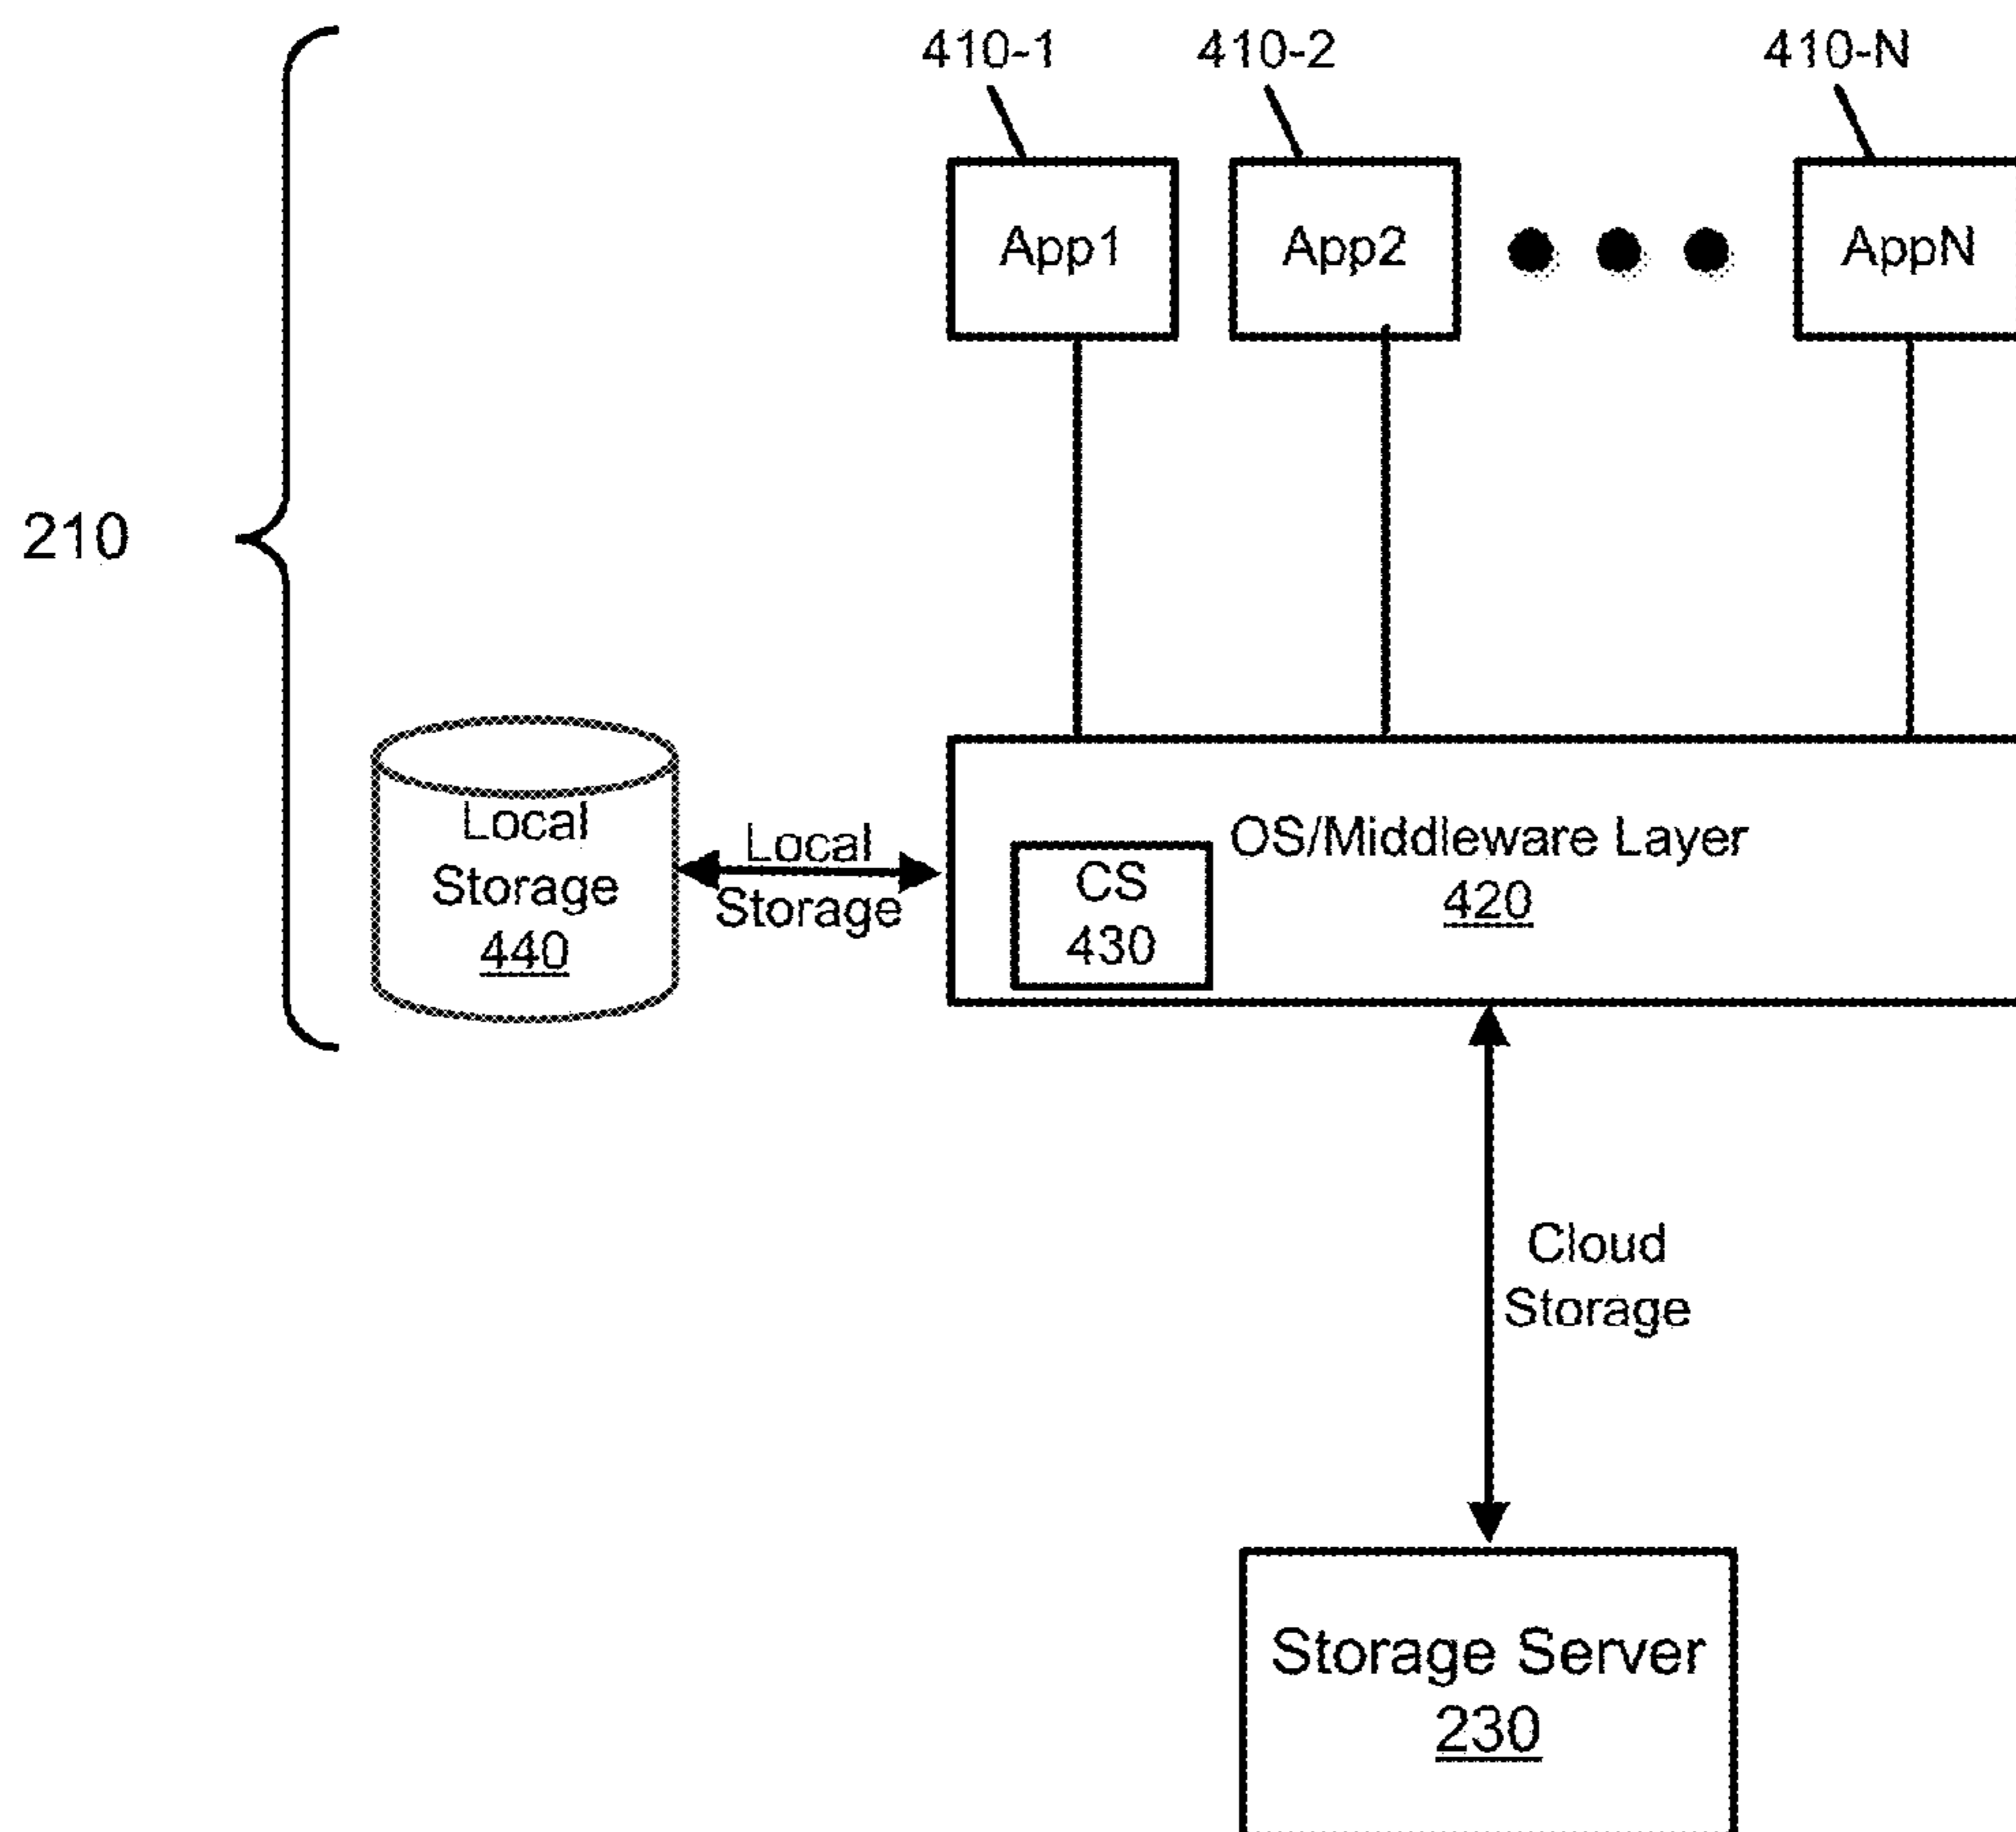 410-1
410-2
410-N
App1
App2
AppN
210
Local
Storage
440
Local
Storage
OS/Middleware Layer
420
CS
430
Cloud
Storage
Storage Server
230